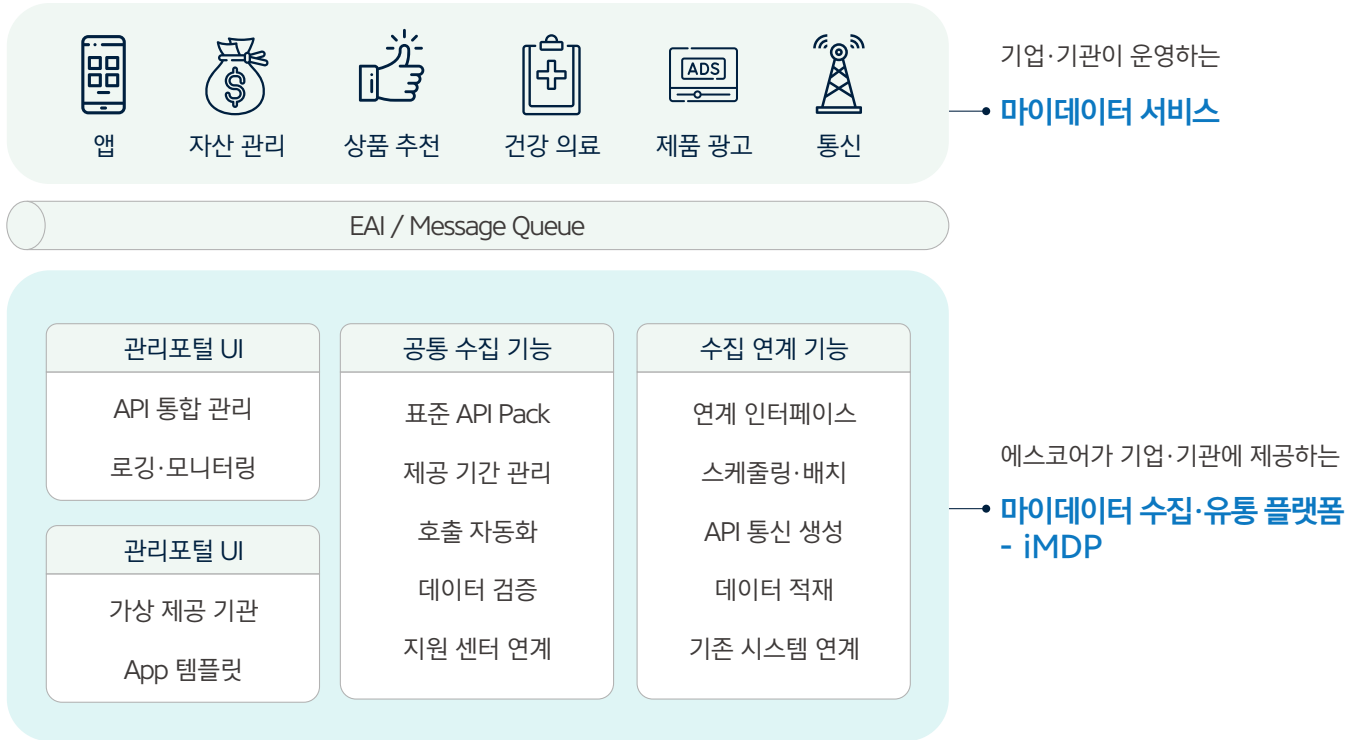 ADS
앱
자산 관리
상품 추천
건강 의료
제품 광고
통신
기업·기관이 운영하는
마이데이터 서비스
EAI / Message Queue
관리포털 UI
API 통합 관리
로깅·모니터링
관리포털 UI
가상 제공 기관
App 템플릿
공통 수집 기능
표준 API Pack
제공 기간 관리
호출 자동화
데이터 검증
지원 센터 연계
수집 연계 기능
연계 인터페이스
스케줄링·배치
API 통신 생성
데이터 적재
기존 시스템 연계
에스코어가 기업·기관에 제공하는
마이데이터 수집·유통 플랫폼
- iMDP